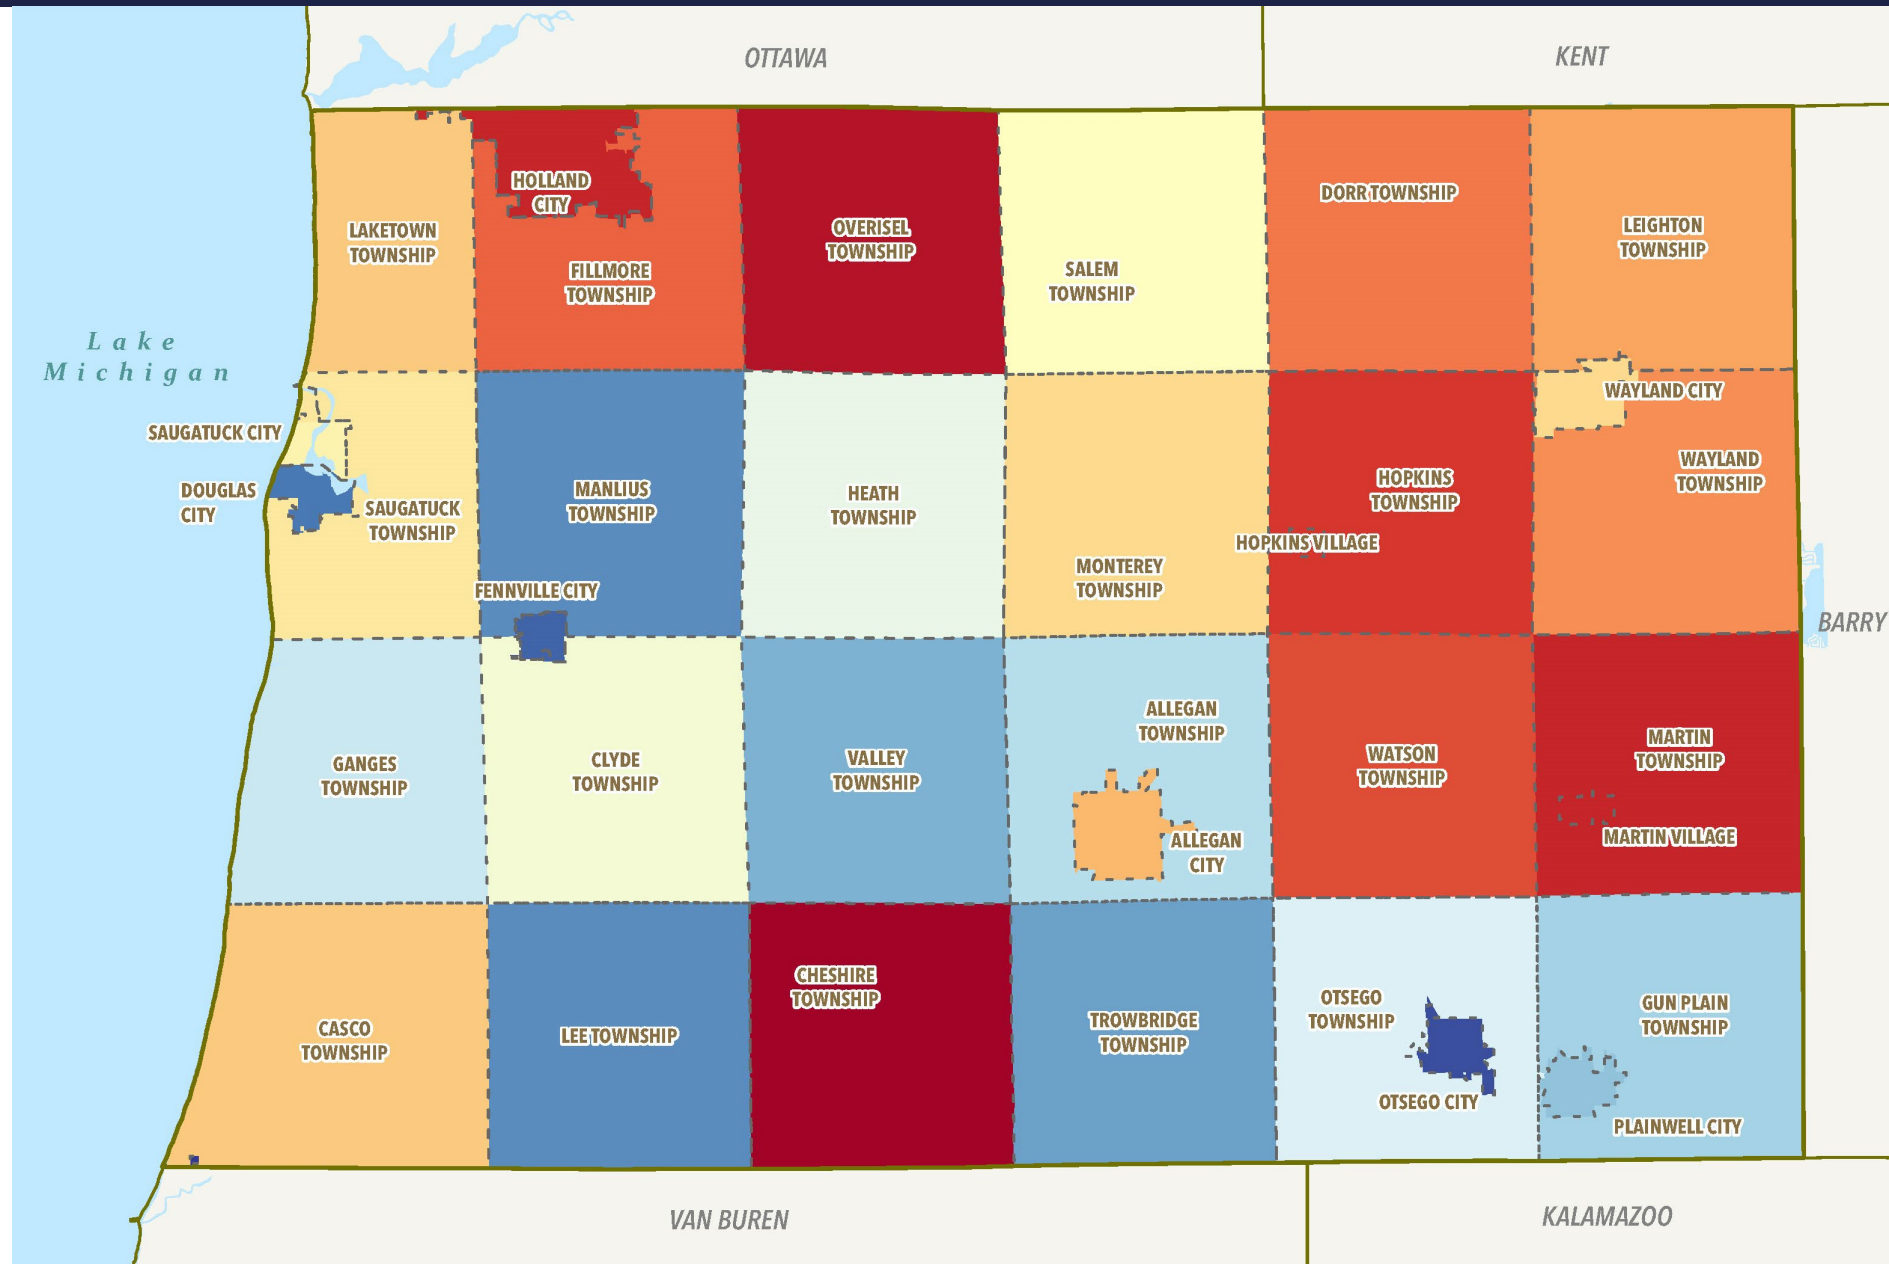 OTTAWA
KENT
HOLLAND
CITY
DORR TOWNSHIP
LAKETOWN
TOWNSHIP
FILLMORE
TOWNSHIP
OVERISEL
TOWNSHIP
SALEM
TOWNSHIP
LEIGHTON
TOWNSHIP
Lake
Michigan
SAUGATUCK CITY
DOUGLAS
CITY
SAUGATUCK
TOWNSHIP
MANLIUS
TOWNSHIP
FENNVILLE CITY
HEATH
TOWNSHIP
MONTEREY
TOWNSHIP
HOPKINS
TOWNSHIP
HOPKINS VILLAGE
WAYLAND CITY
WAYLAND
TOWNSHIP
BARRY
GANGES
TOWNSHIP
CLYDE
TOWNSHIP
VALLEY
TOWNSHIP
ALLEGAN
TOWNSHIP
ALLEGAN
CITY
WATSON
TOWNSHIP
MARTIN
TOWNSHIP
MARTIN VILLAGE
CASCO
TOWNSHIP
LEE TOWNSHIP
CHESHIRE
TOWNSHIP
TROWBRIDGE
TOWNSHIP
OTSEGO
TOWNSHIP
OTSEGO CITY
GUN PLAIN
TOWNSHIP
PLAINWELL CITY
VAN BUREN
KALAMAZOO